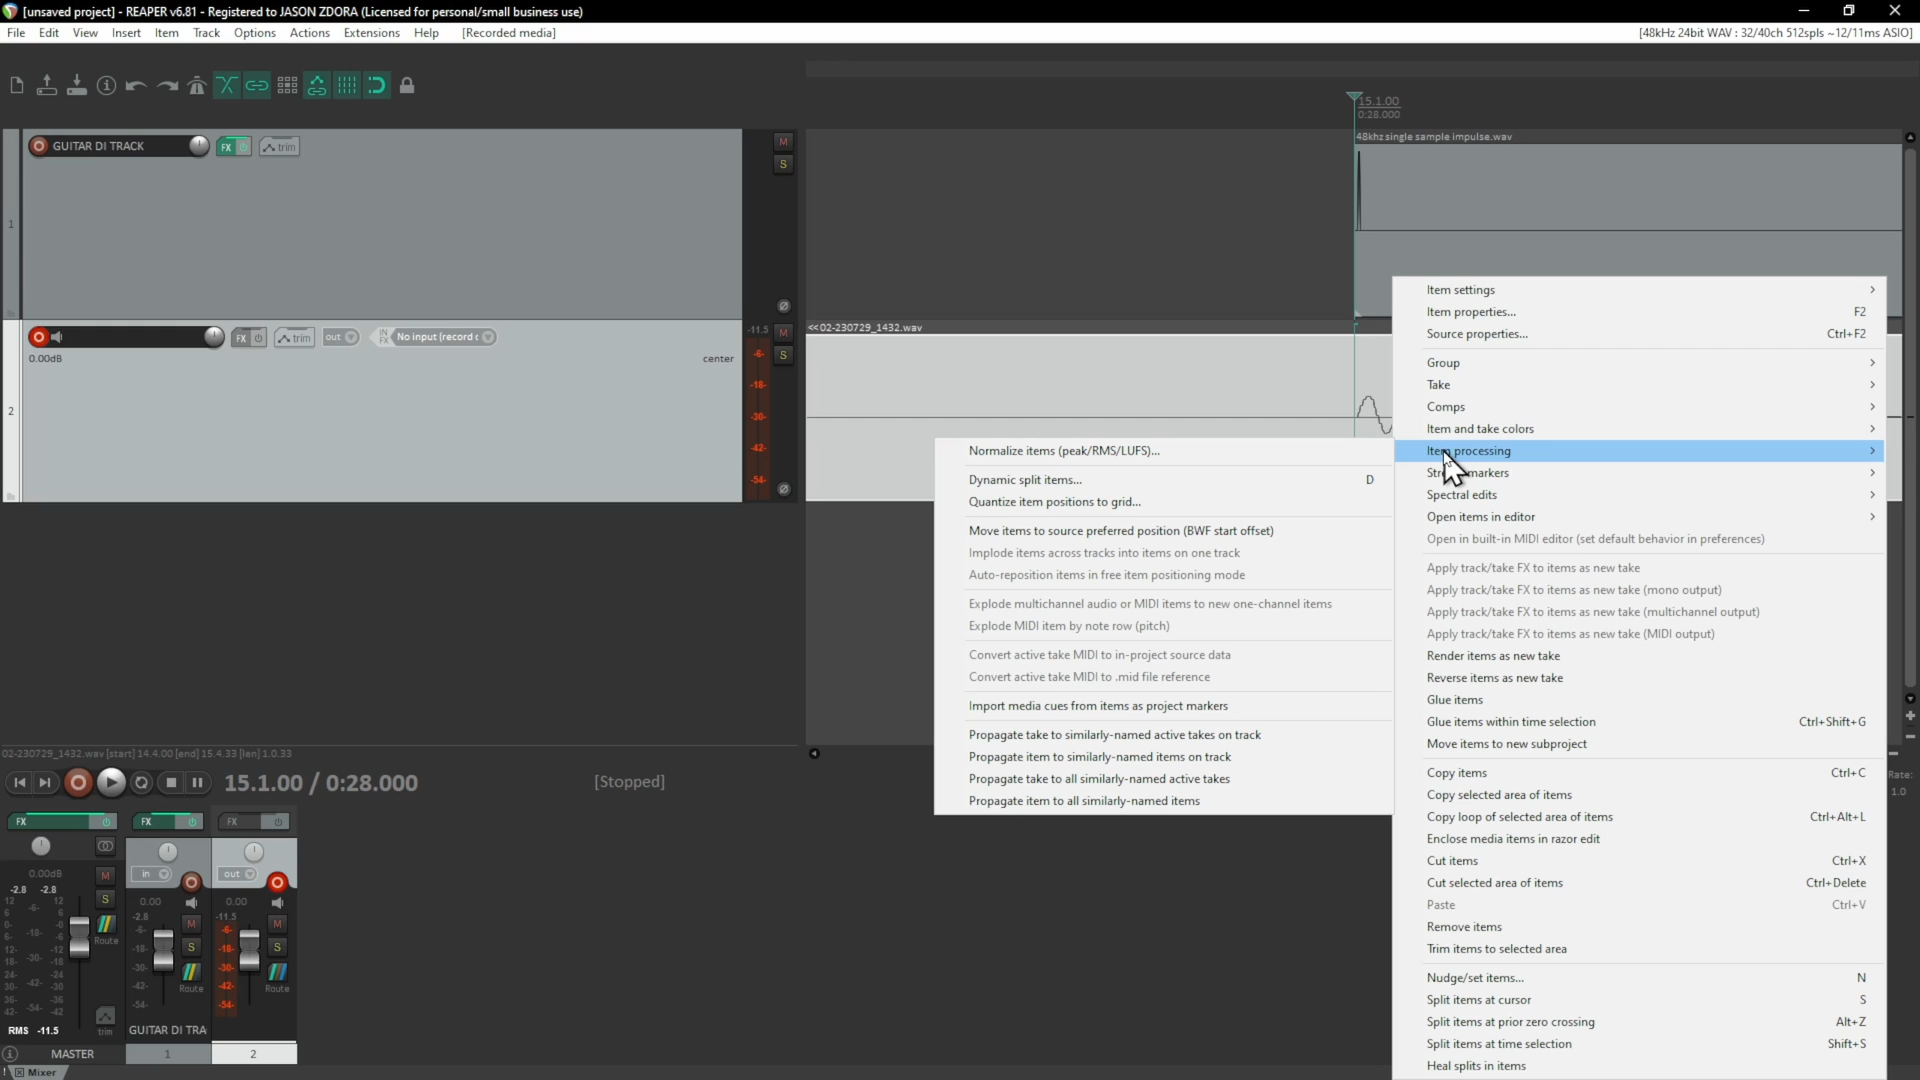 [unsaved project] - REAPER v6.81 - Registered to JASON ZDORA (Licensed for personal/small business use)
File Edit View Insert Item Track Options Actions Extensions Help [Recorded media]
[48kHz 24bit WAV : 32/40ch 512spls ~12/11ms ASIO]
15.1.00
0:28.000
48khz single sample impulse.wav
1
GUITAR DI TRACK
FX
trim
M
S
<<02-230729_1432.wav
2
FX
trim
out
IN FX
No input (record c
0.00dB
center
-11.5
M
S
-6-
-18-
-30-
-42-
-54-
Item settings
Item properties... F2
Source properties... Ctrl+F2
Group
Take
Comps
Item and take colors
Item processing
Spectral edits
Open items in editor
Open in built-in MIDI editor (set default behavior in preferences)
Apply track/take FX to items as new take
Apply track/take FX to items as new take (mono output)
Apply track/take FX to items as new take (multichannel output)
Apply track/take FX to items as new take (MIDI output)
Render items as new take
Reverse items as new take
Glue items
Glue items within time selection Ctrl+Shift+G
Move items to new subproject
Copy items Ctrl+C
Copy selected area of items
Copy loop of selected area of items Ctrl+Alt+L
Enclose media items in razor edit
Cut items Ctrl+X
Cut selected area of items Ctrl+Delete
Paste Ctrl+V
Remove items
Trim items to selected area
Nudge/set items... N
Split items at cursor S
Split items at prior zero crossing Alt+Z
Split items at time selection Shift+S
Heal splits in items
Normalize items (peak/RMS/LUFS)...
Dynamic split items... D
Quantize item positions to grid...
Move items to source preferred position (BWF start offset)
Implode items across tracks into items on one track
Auto-reposition items in free item positioning mode
Explode multichannel audio or MIDI items to new one-channel items
Explode MIDI item by note row (pitch)
Convert active take MIDI to in-project source data
Convert active take MIDI to .mid file reference
Import media cues from items as project markers
Propagate take to similarly-named active takes on track
Propagate item to similarly-named items on track
Propagate take to all similarly-named active takes
Propagate item to all similarly-named items
02-230729_1432.wav [start] 14.4.00 [end] 15.4.33 [len] 1.0.33
15.1.00 / 0:28.000
[Stopped]
Rate:
1.0
FX FX FX
in out
0.00dB 0.00 0.00
-2.8 -2.8 -2.8 -11.5
M M M
S S S
Route Route Route
trim
RMS -11.5
GUITAR DI TRA
MASTER 1 2
! Mixer